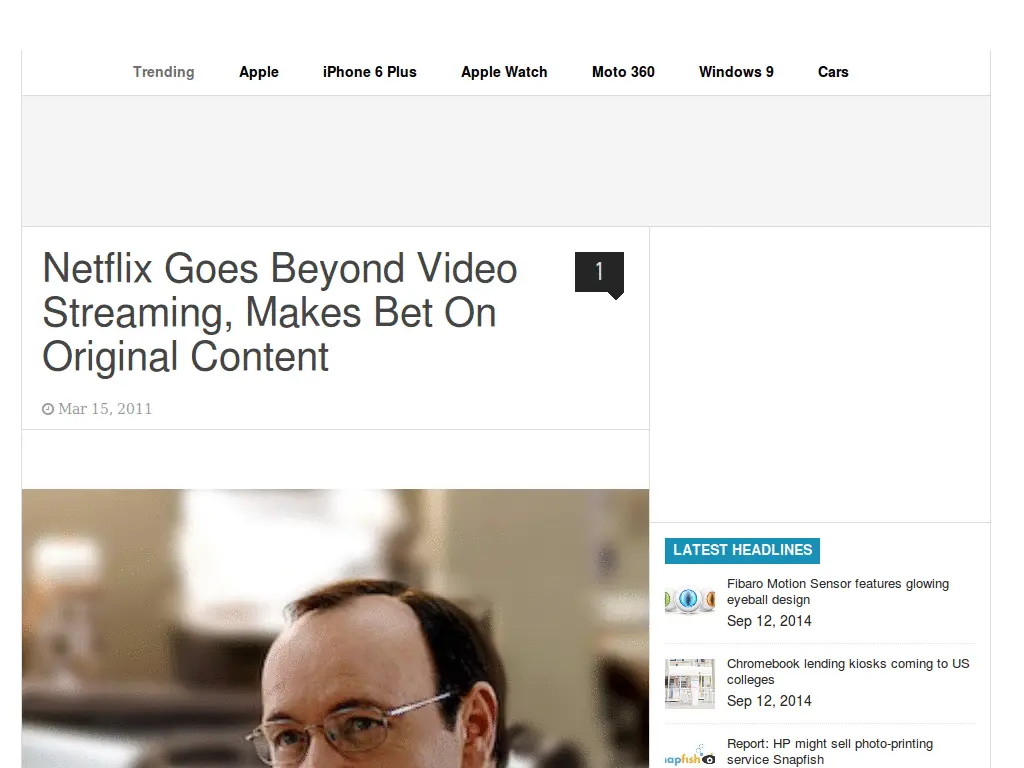 Trending Apple iPhone 6 Plus Apple Watch Moto 360 Windows 9 Cars
Netflix Goes Beyond Video
Streaming, Makes Bet On
Original Content
1
Mar 15, 2011
LATEST HEADLINES
Fibaro Motion Sensor features glowing
eyeball design
Sep 12, 2014
Chromebook lending kiosks coming to US
colleges
Sep 12, 2014
Report: HP might sell photo-printing
service Snapfish
apfish